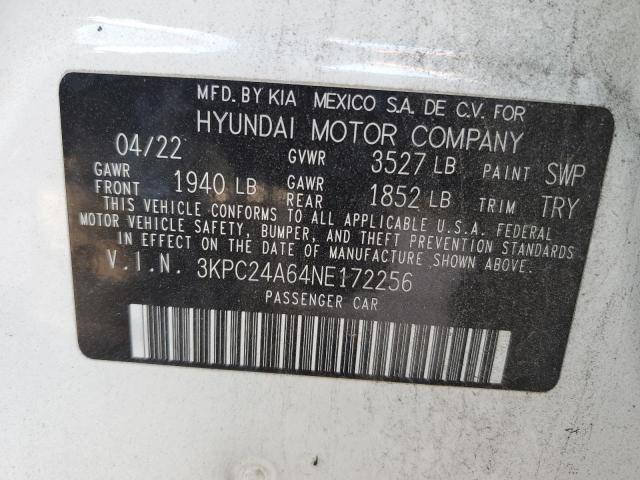 MFD. BY KIA MEXICO S.A. DE C.V. FOR
HYUNDAI MOTOR COMPANY
04/22 GVWR 3527 LB PAINT SWP
GAWR FRONT 1940 LB GAWR REAR 1852 LB TRIM TRY
THIS VEHICLE CONFORMS TO ALL APPLICABLE U.S.A. FEDERAL
MOTOR VEHICLE SAFETY, BUMPER, AND THEFT PREVENTION STANDARDS
IN EFFECT ON THE DATE OF MANUFACTURE SHOWN ABOVE.
V.I.N. 3KPC24A64NE172256
PASSENGER CAR